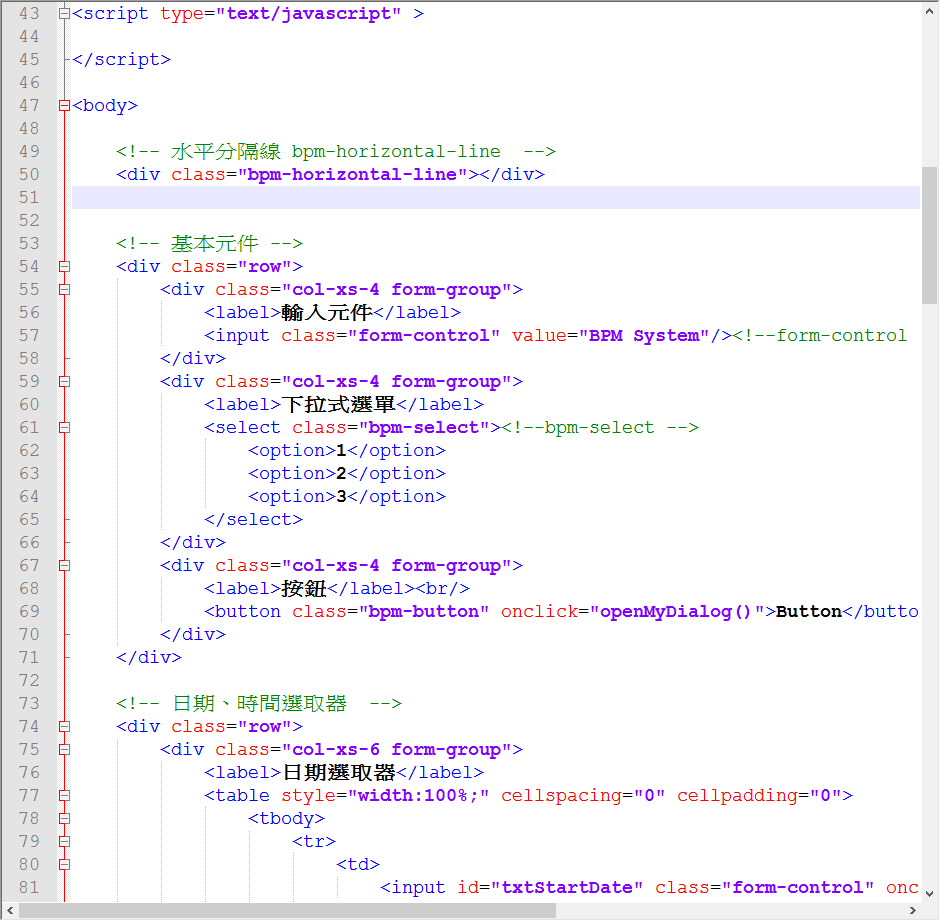 43 <script type="text/javascript" >
44
45 </script>
46
47 <body>
48
49 <!-- 水平分隔線 bpm-horizontal-line  -->
50 <div class="bpm-horizontal-line"></div>
51
52
53 <!-- 基本元件 -->
54 <div class="row">
55 <div class="col-xs-4 form-group">
56 <label>輸入元件</label>
57 <input class="form-control" value="BPM System"/><!--form-control
58 </div>
59 <div class="col-xs-4 form-group">
60 <label>下拉式選單</label>
61 <select class="bpm-select"><!--bpm-select -->
62 <option>1</option>
63 <option>2</option>
64 <option>3</option>
65 </select>
66 </div>
67 <div class="col-xs-4 form-group">
68 <label>按鈕</label><br/>
69 <button class="bpm-button" onclick="openMyDialog()">Button</butto
70 </div>
71 </div>
72
73 <!-- 日期、時間選取器  -->
74 <div class="row">
75 <div class="col-xs-6 form-group">
76 <label>日期選取器</label>
77 <table style="width:100%;" cellspacing="0" cellpadding="0">
78 <tbody>
79 <tr>
80 <td>
81 <input id="txtStartDate" class="form-control" onc